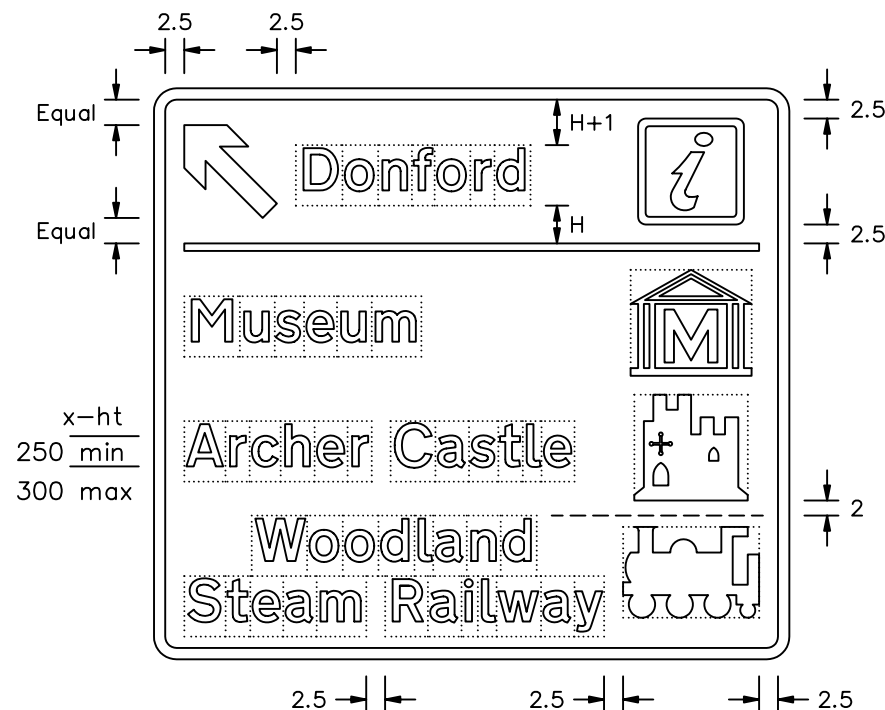 2.5 2.5
Equal
H+1
2.5
Donford
i
Equal
H
2.5
Museum
M
x-ht
250 min
300 max
Archer Castle
2
Woodland
Steam Railway
2.5 2.5 2.5